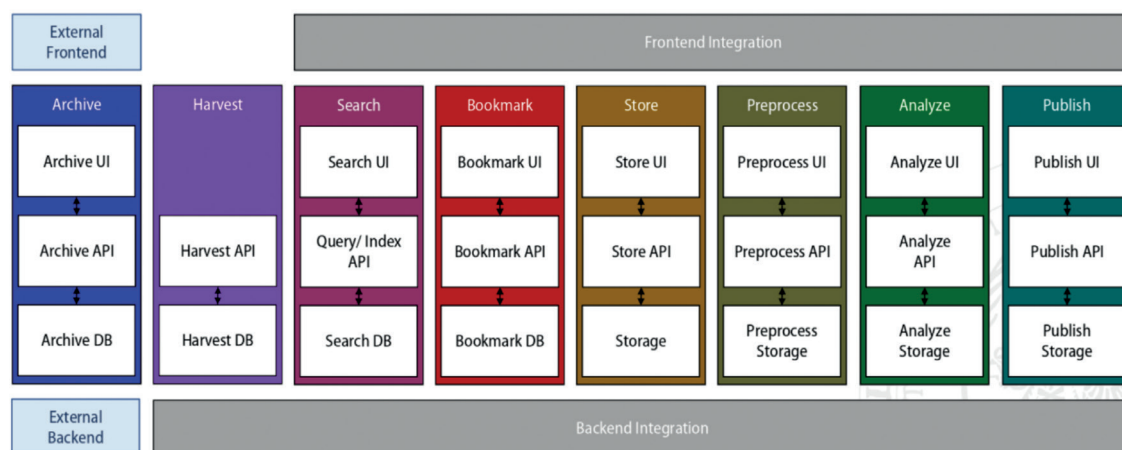 External
Frontend
Frontend Integration
Archive
Harvest
Search
Bookmark
Store
Preprocess
Analyze
Publish
Archive UI
Search UI
Bookmark UI
Store UI
Preprocess UI
Analyze UI
Publish UI
Archive API
Harvest API
Query/ Index
API
Bookmark API
Store API
Preprocess API
Analyze
API
Publish API
Archive DB
Harvest DB
Search DB
Bookmark DB
Storage
Preprocess
Storage
Analyze
Storage
Publish
Storage
External
Backend
Backend Integration